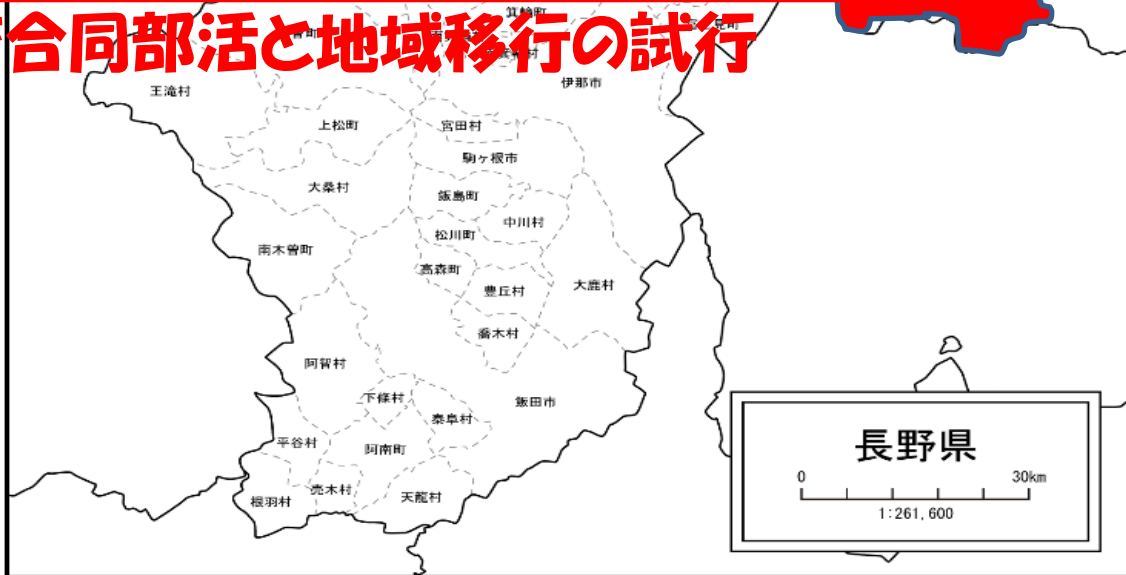 箕輪町
合同部活と地域移行の試行
王滝村
伊那市
上松町
宮田村
駒ヶ根市
大桑村
飯島町
中川村
松川町
南木曽町
高森町
大鹿村
豊丘村
喬木村
阿智村
下條村
飯田市
泰阜村
平谷村
阿南町
売木村
天龍村
根羽村
長野県
0 30km
1:261,600